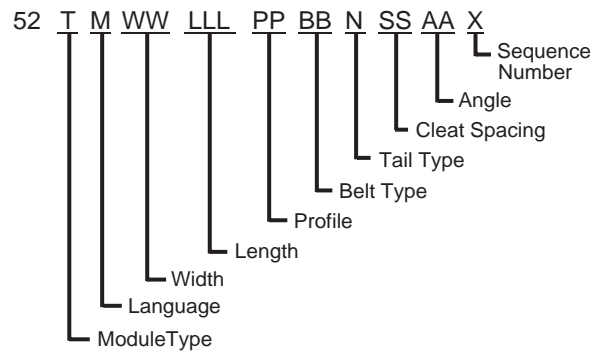 52 T M WW LLL PP BB N SS AA X
Sequence
Number
Angle
Cleat Spacing
Tail Type
Belt Type
Profile
Length
Width
Language
ModuleType